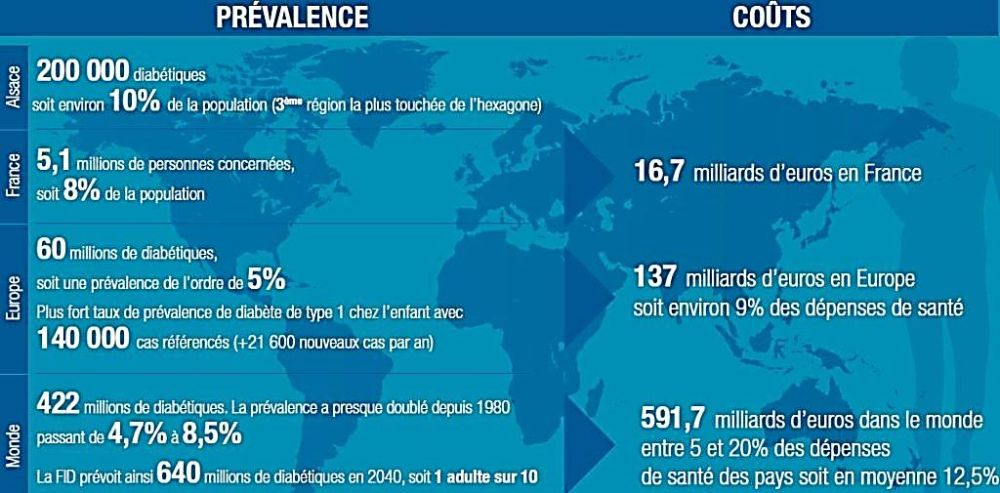 PRÉVALENCE
COÛTS
Alsace
200 000 diabétiques
soit environ 10% de la population (3ème région la plus touchée de l'hexagone)
France
5,1 millions de personnes concernées,
soit 8% de la population
16,7 milliards d'euros en France
Europe
60 millions de diabétiques,
soit une prévalence de l'ordre de 5%
Plus fort taux de prévalence de diabète de type 1 chez l'enfant avec
140 000 cas référencés (+21 600 nouveaux cas par an)
137 milliards d'euros en Europe
soit environ 9% des dépenses de santé
Monde
422 millions de diabétiques. La prévalence a presque doublé depuis 1980
passant de 4,7% à 8,5%
La FID prévoit ainsi 640 millions de diabétiques en 2040, soit 1 adulte sur 10
591,7 milliards d'euros dans le monde
entre 5 et 20% des dépenses
de santé des pays soit en moyenne 12,5%